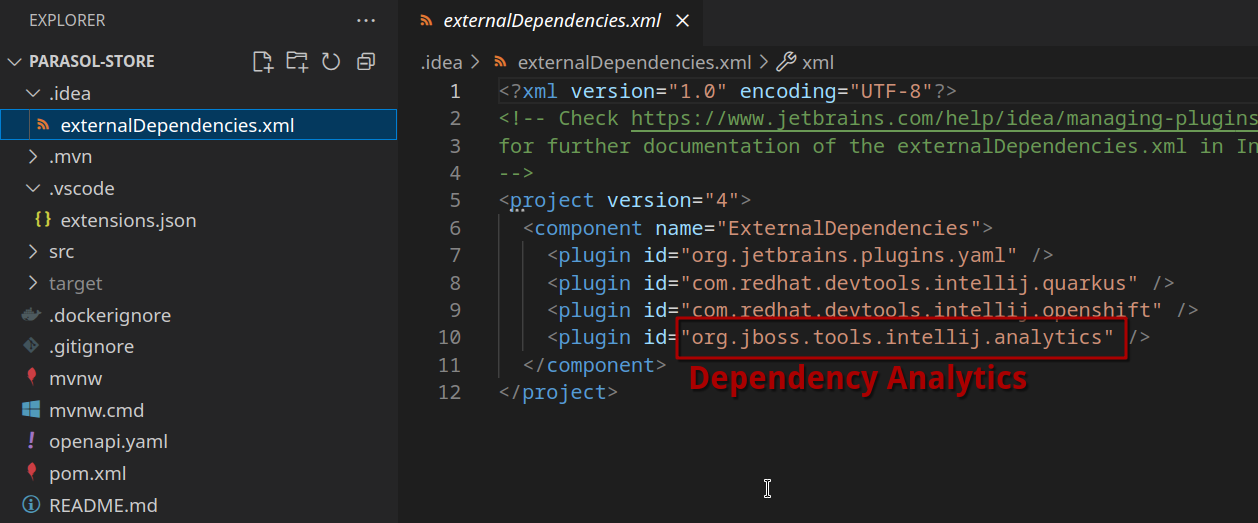 EXPLORER
PARASOL-STORE
.idea
externalDependencies.xml
.mvn
.vscode
{} extensions.json
src
target
.dockerignore
.gitignore
mvnw
mvnw.cmd
! openapi.yaml
pom.xml
README.md
externalDependencies.xml
.idea > externalDependencies.xml > xml
1 <?xml version="1.0" encoding="UTF-8"?>
2 <!-- Check https://www.jetbrains.com/help/idea/managing-plugins
3 for further documentation of the externalDependencies.xml in In
4 -->
5 <project version="4">
6 <component name="ExternalDependencies">
7 <plugin id="org.jetbrains.plugins.yaml" />
8 <plugin id="com.redhat.devtools.intellij.quarkus" />
9 <plugin id="com.redhat.devtools.intellij.openshift" />
10 <plugin id="org.jboss.tools.intellij.analytics" />
11 </component>
Dependency Analytics
12 </project>